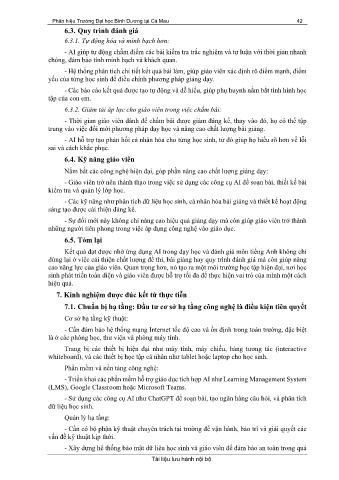 Phân hiệu Trường Đại học Bình Dương tại Cà Mau 42
6.3. Quy trình đánh giá
6.3.1. Tự động hóa và minh bạch hơn:
- AI giúp tự động chấm điểm các bài kiểm tra trắc nghiệm và tự luận với thời gian nhanh
chóng, đảm bảo tính minh bạch và khách quan.
- Hệ thống phân tích chi tiết kết quả bài làm, giúp giáo viên xác định rõ điểm mạnh, điểm
yếu của từng học sinh để điều chỉnh phương pháp giảng dạy.
- Các báo cáo kết quả được tạo tự động và dễ hiểu, giúp phụ huynh nắm bắt tình hình học
tập của con em.
6.3.2. Giảm tải áp lực cho giáo viên trong việc chấm bài:
- Thời gian giáo viên dành để chấm bài được giảm đáng kể, thay vào đó, họ có thể tập
trung vào việc đổi mới phương pháp dạy học và nâng cao chất lượng bài giảng.
- AI hỗ trợ tạo phản hồi cá nhân hóa cho từng học sinh, từ đó giúp họ hiểu rõ hơn về lỗi
sai và cách khắc phục.
6.4. Kỹ năng giáo viên
Nắm bắt các công nghệ hiện đại, góp phần nâng cao chất lượng giảng dạy:
- Giáo viên trở nên thành thạo trong việc sử dụng các công cụ AI để soạn bài, thiết kế bài
kiểm tra và quản lý lớp học.
- Các kỹ năng như phân tích dữ liệu học sinh, cá nhân hóa bài giảng và thiết kế hoạt động
sáng tạo được cải thiện đáng kể.
- Sự đổi mới này không chỉ nâng cao hiệu quả giảng dạy mà còn giúp giáo viên trở thành
những người tiên phong trong việc áp dụng công nghệ vào giáo dục.
6.5. Tóm lại
Kết quả đạt được nhờ ứng dụng AI trong dạy học và đánh giá môn tiếng Anh không chỉ
dừng lại ở việc cải thiện chất lượng đề thi, bài giảng hay quy trình đánh giá mà còn giúp nâng
cao năng lực của giáo viên. Quan trọng hơn, nó tạo ra một môi trường học tập hiện đại, nơi học
sinh phát triển toàn diện và giáo viên được hỗ trợ tối đa để thực hiện vai trò của mình một cách
hiệu quả.
7. Kinh nghiệm được đúc kết từ thực tiễn
7.1. Chuẩn bị hạ tầng: Đầu tư cơ sở hạ tầng công nghệ là điều kiện tiên quyết
Cơ sở hạ tầng kỹ thuật:
- Cần đảm bảo hệ thống mạng Internet tốc độ cao và ổn định trong toàn trường, đặc biệt
là ở các phòng học, thư viện và phòng máy tính.
Trang bị các thiết bị hiện đại như máy tính, máy chiếu, bảng tương tác (interactive
whiteboard), và các thiết bị học tập cá nhân như tablet hoặc laptop cho học sinh.
Phần mềm và nền tảng công nghệ:
- Triển khai các phần mềm hỗ trợ giáo dục tích hợp AI như Learning Management System
(LMS), Google Classroom hoặc Microsoft Teams.
- Sử dụng các công cụ AI như ChatGPT để soạn bài, tạo ngân hàng câu hỏi, và phân tích
dữ liệu học sinh.
Quản lý hạ tầng:
- Cần có bộ phận kỹ thuật chuyên trách tại trường để vận hành, bảo trì và giải quyết các
vấn đề kỹ thuật kịp thời.
- Xây dựng hệ thống bảo mật dữ liệu học sinh và giáo viên để đảm bảo an toàn trong quá
Tài liệu lưu hành nội bộ